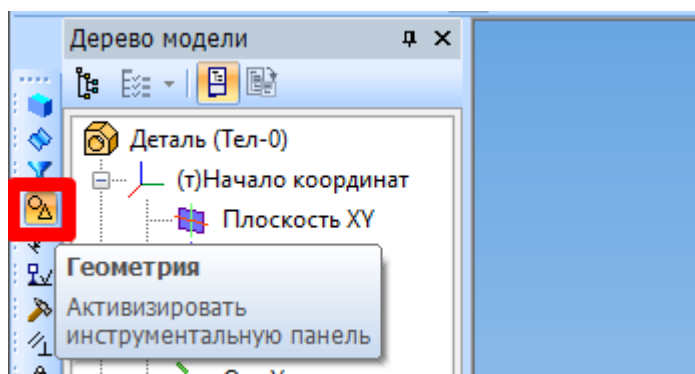 Дерево модели
Деталь (Тел-0)
(т)Начало координат
Плоскость XY
Геометрия
Активизировать
инструментальную панель